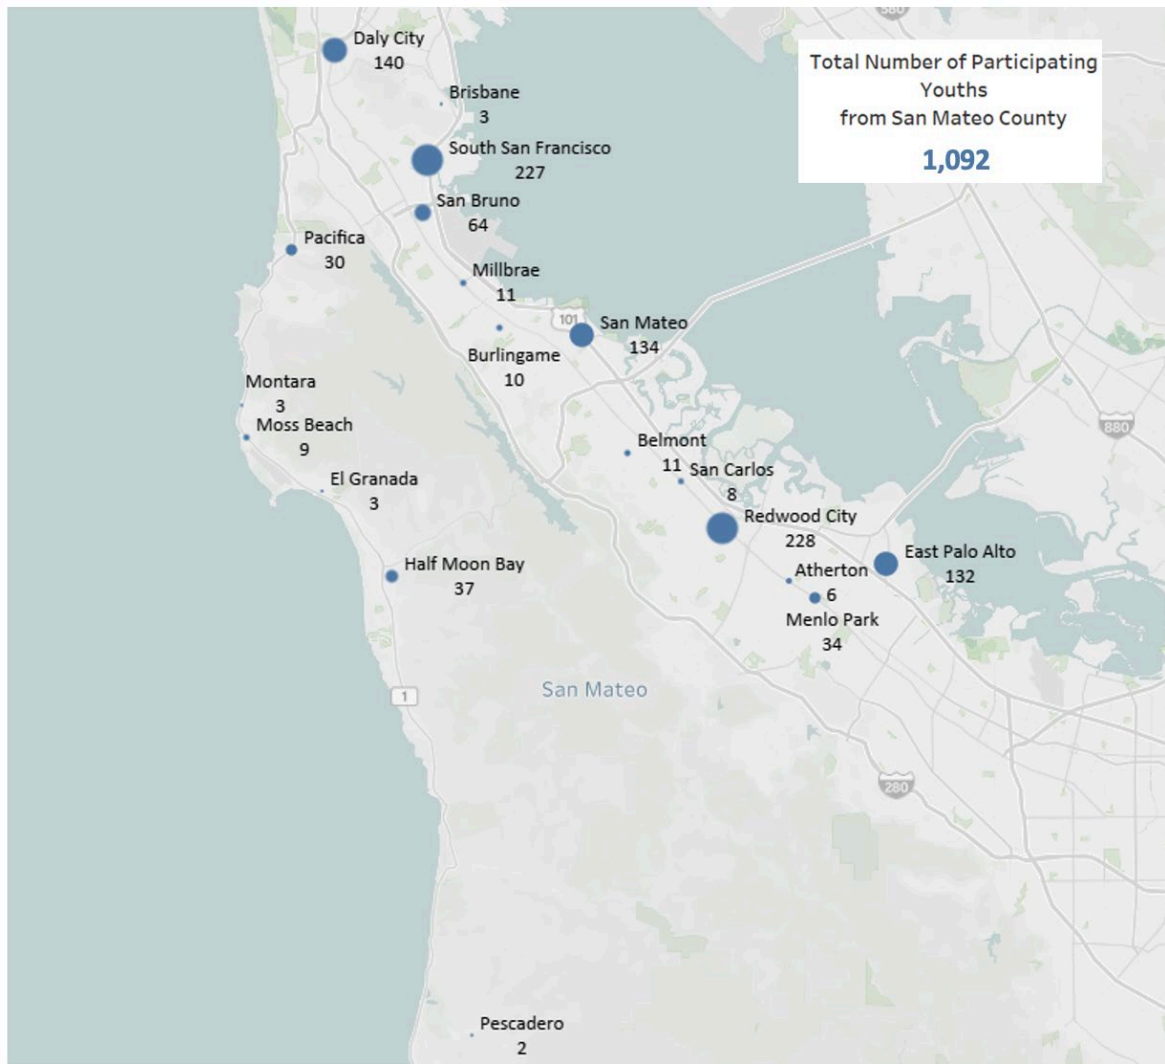 Daly City
140
Total Number of Participating
Youths
from San Mateo County
1,092
Brisbane
3
South San Francisco
227
San Bruno
64
Pacifica
30
Millbrae
11
101
San Mateo
134
Burlingame
10
Montara
3
Moss Beach
9
880
Belmont
11
San Carlos
8
El Granada
3
Redwood City
228
East Palo Alto
132
Half Moon Bay
37
Atherton
6
Menlo Park
34
San Mateo
1
280
Pescadero
2